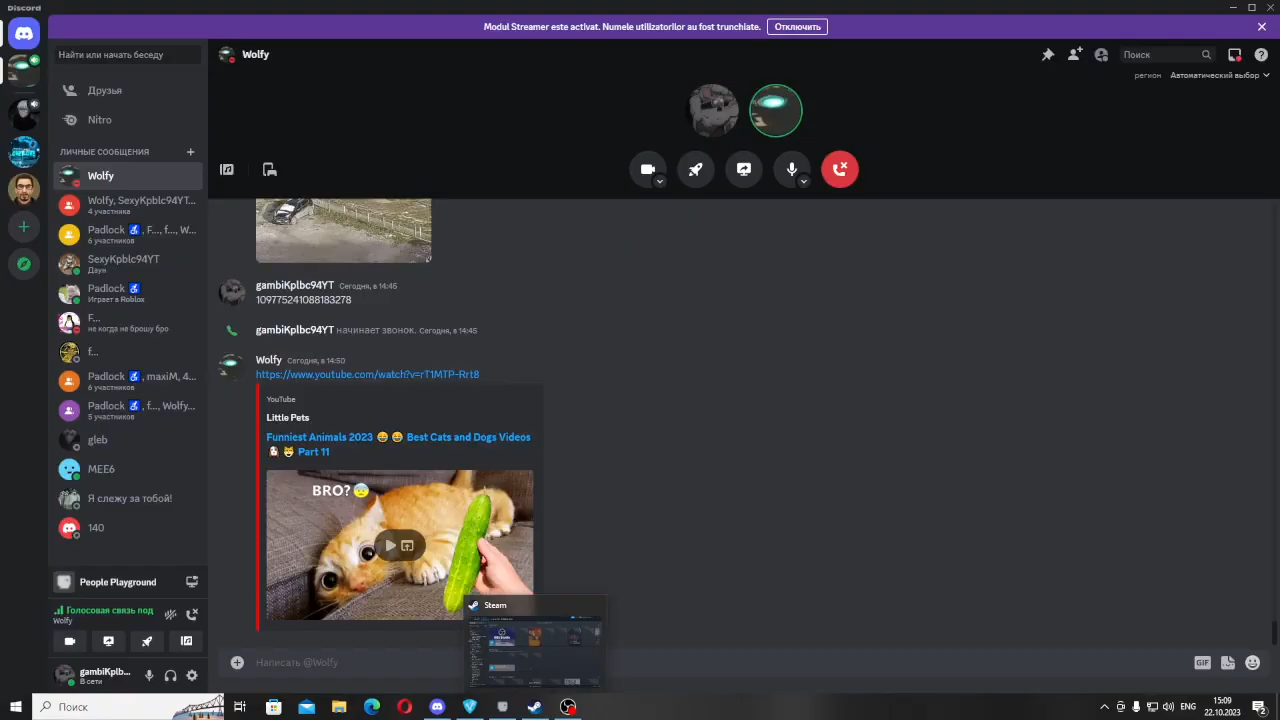 Discord
Modul Streamer este activat. Numele utilizatorilor au fost trunchiate.
Отключить
Найти или начать беседу
Wolfy
Поиск
регион
Автоматический выбор
Друзья
Nitro
ЛИЧНЫЕ СООБЩЕНИЯ
Wolfy
Wolfy, SexyKpblc94YT...
4 участника
Padlock ♿, F..., f..., W...
6 участников
SexyKpblc94YT
Даун
Padlock ♿
Играет в Roblox
F...
не когда не брошу бро
f...
Padlock ♿, maxiM, 4...
6 участников
Padlock ♿, f..., Wolfy...
5 участников
gleb
MEE6
Я слежу за тобой!
140
People Playground
Голосовая связь под
Wolfy
gambiKplb...
В сети
gambiKplbc94YT Сегодня, в 14:45
109775241088183278
gambiKplbc94YT начинает звонок. Сегодня, в 14:45
Wolfy Сегодня, в 14:50
https://www.youtube.com/watch?v=rT1MTP-Rrt8
YouTube
Little Pets
Funniest Animals 2023 😅 😅 Best Cats and Dogs Videos
🐶 😺 Part 11
BRO? 😨
Steam
Написать @Wolfy
GIF
Поиск
ENG
15:09
22.10.2023
2